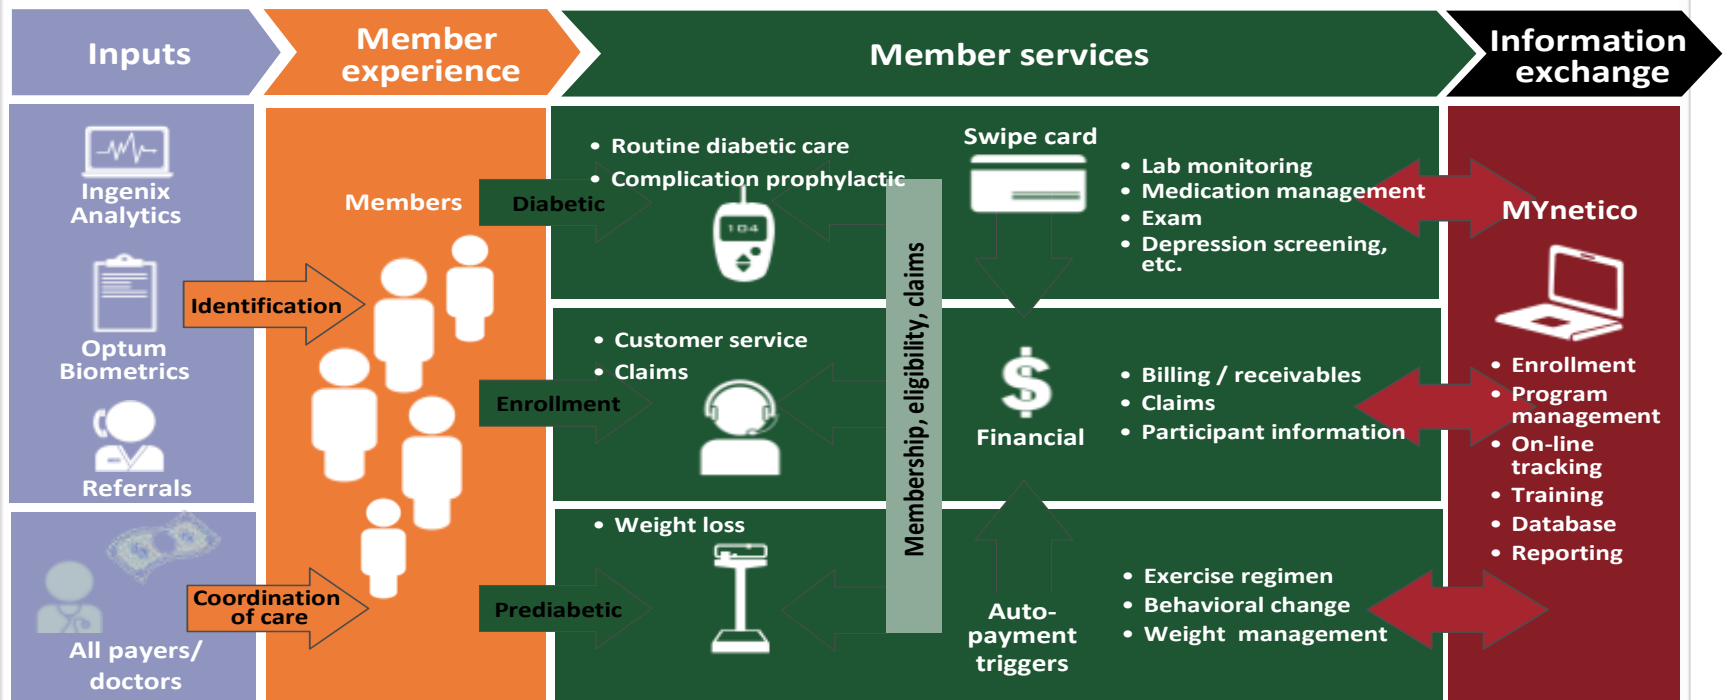 Inputs
Member
experience
Member services
Information
exchange
Ingenix
Analytics
Optum
Biometrics
Referrals
All payers/
doctors
Identification
Coordination
of care
Members
Diabetic
Enrollment
Prediabetic
• Routine diabetic care
• Complication prophylactic
104
• Customer service
• Claims
• Weight loss
Membership, eligibility, claims
Swipe card
$
Financial
Auto-
payment
triggers
• Lab monitoring
• Medication management
• Exam
• Depression screening,
etc.
• Billing / receivables
• Claims
• Participant information
• Exercise regimen
• Behavioral change
• Weight management
MYnetico
• Enrollment
• Program
management
• On-line
tracking
• Training
• Database
• Reporting